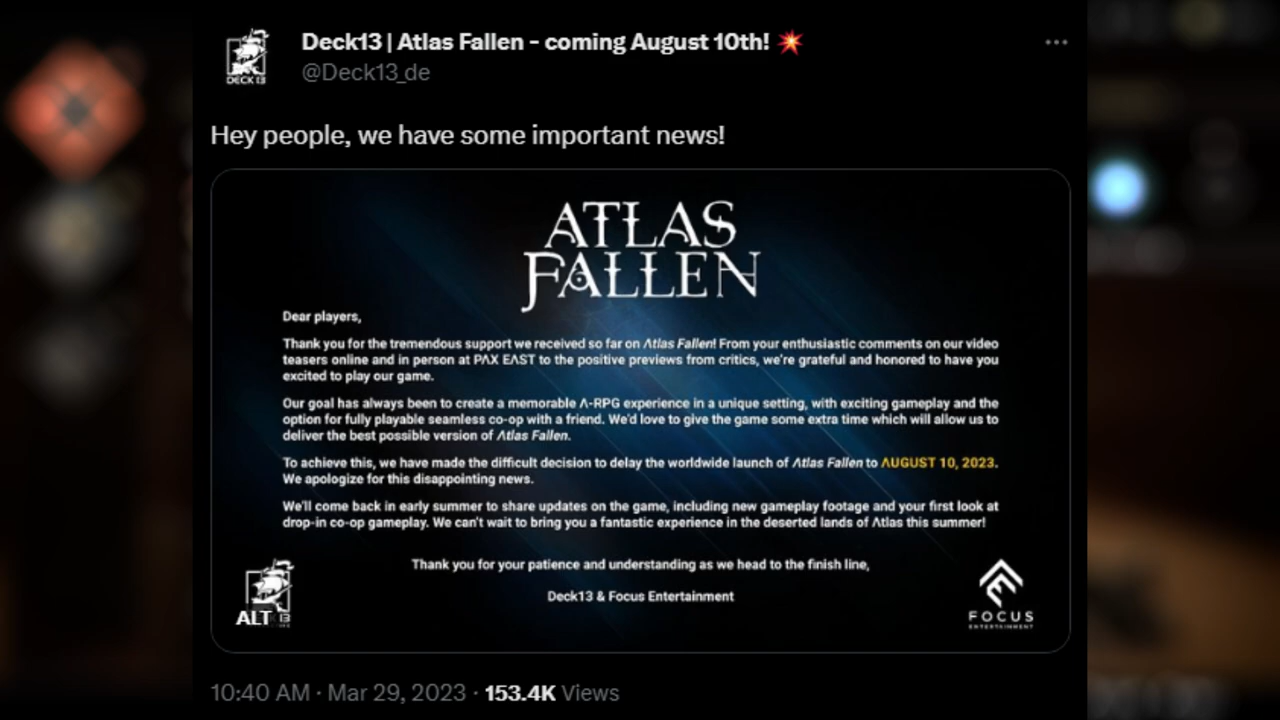 Deck13 | Atlas Fallen - coming August 10th! 💥
@Deck13_de
Hey people, we have some important news!
ATLAS
FALLEN
Dear players,
Thank you for the tremendous support we received so far on Atlas Fallen! From your enthusiastic comments on our video
teasers online and in person at PAX EAST to the positive previews from critics, we're grateful and honored to have you
excited to play our game.
Our goal has always been to create a memorable A-RPG experience in a unique setting, with exciting gameplay and the
option for fully playable seamless co-op with a friend. We'd love to give the game some extra time which will allow us to
deliver the best possible version of Atlas Fallen.
To achieve this, we have made the difficult decision to delay the worldwide launch of Atlas Fallen to AUGUST 10, 2023.
We apologize for this disappointing news.
We'll come back in early summer to share updates on the game, including new gameplay footage and your first look at
drop-in co-op gameplay. We can't wait to bring you a fantastic experience in the deserted lands of Atlas this summer!
Thank you for your patience and understanding as we head to the finish line,
Deck13 & Focus Entertainment
DECK 13
ALT
13
FOCUS
ENTERTAINMENT
10:40 AM · Mar 29, 2023 · 153.4K Views